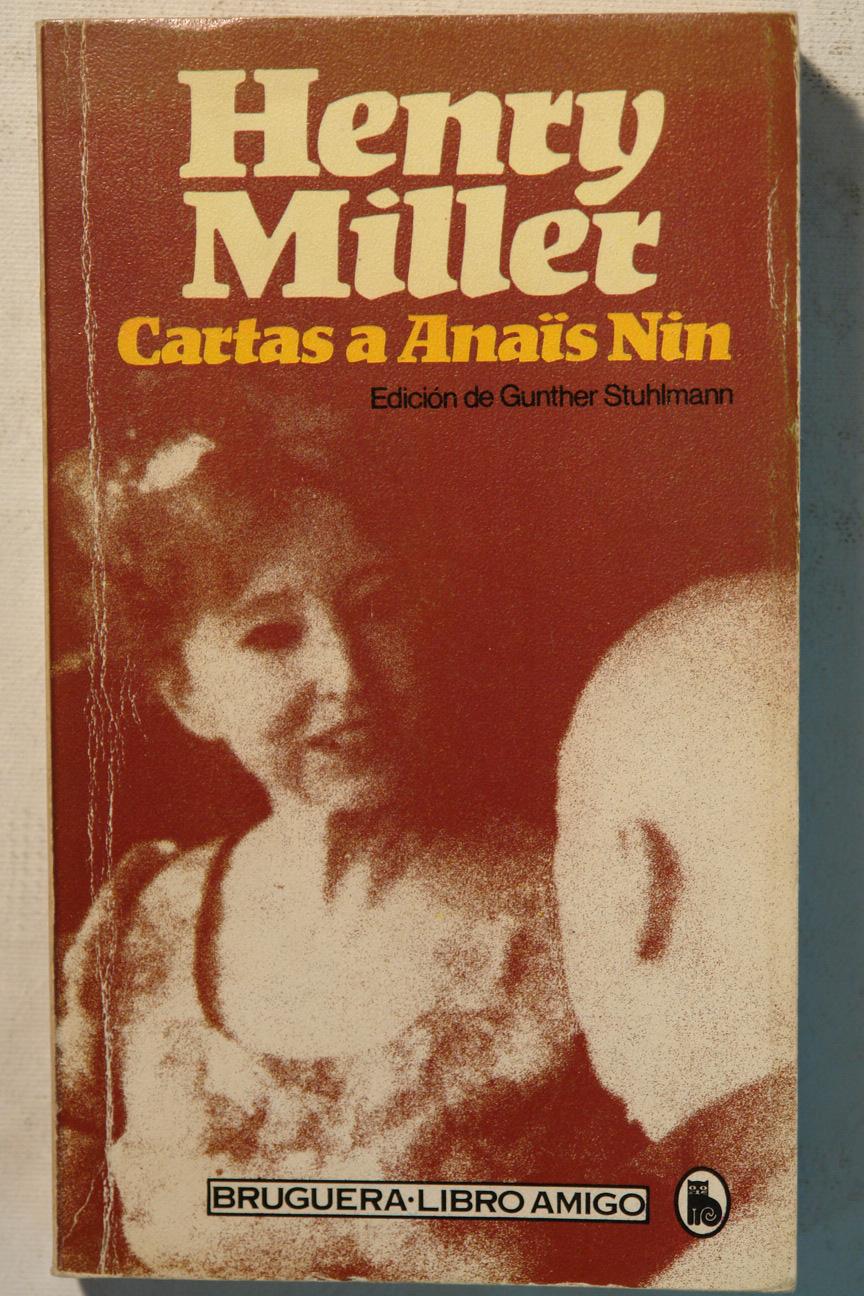 Henry
Miller
Cartas a Anaïs Nin
Edición de Gunther Stuhlmann
BRUGUERA·LIBRO AMIGO